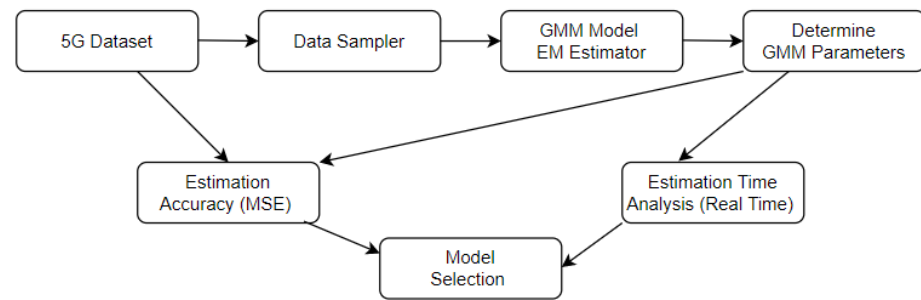 5G Dataset
Data Sampler
GMM Model
EM Estimator
Determine
GMM Parameters
Estimation
Accuracy (MSE)
Estimation Time
Analysis (Real Time)
Model
Selection